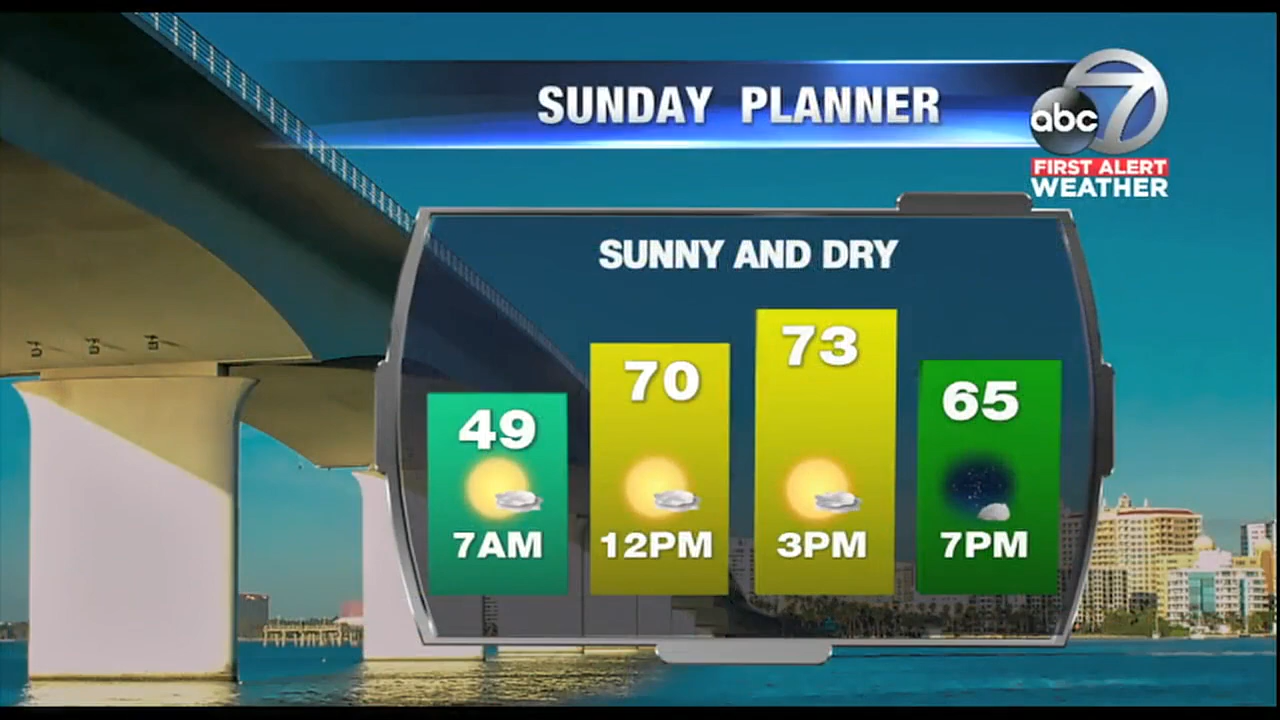 SUNDAY PLANNER
abc 7
FIRST ALERT
WEATHER
SUNNY AND DRY
49
7AM
70
12PM
73
3PM
65
7PM